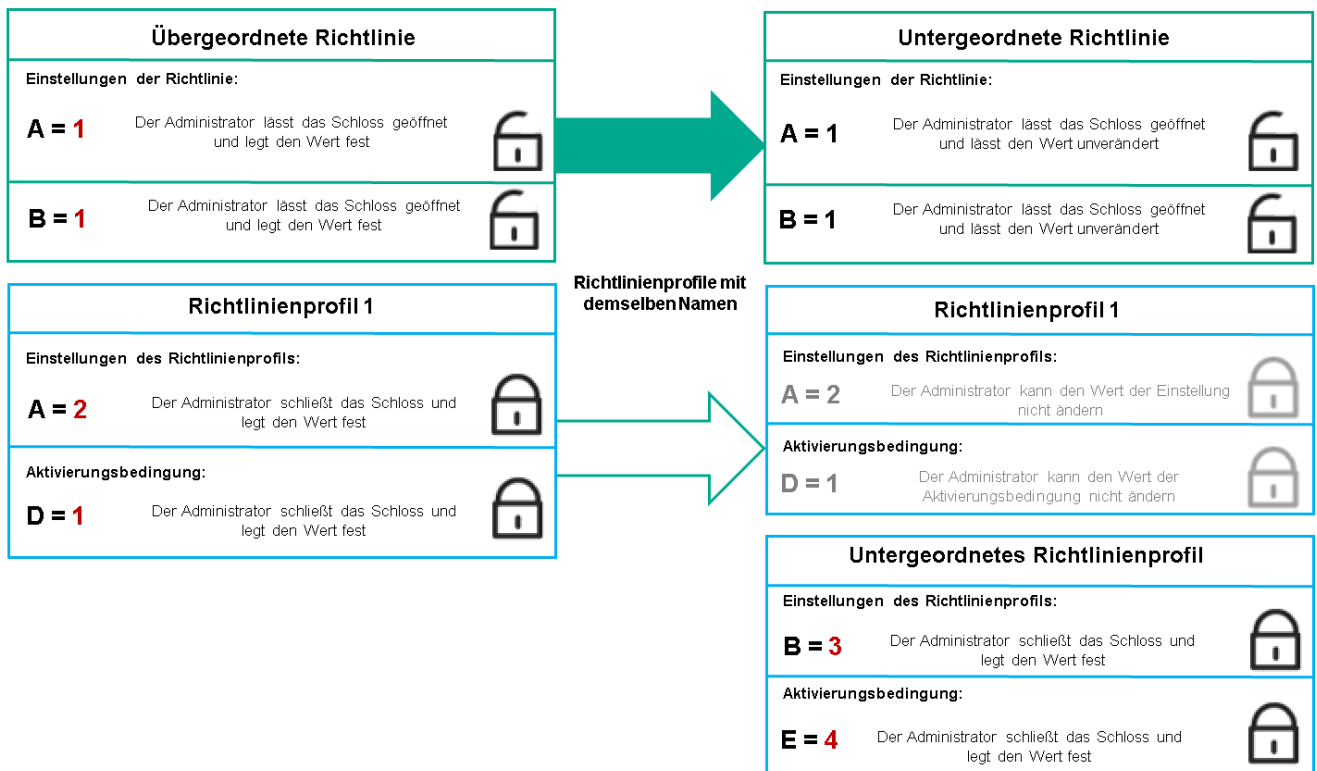 Übergeordnete Richtlinie
Einstellungen der Richtlinie:
A = 1
Der Administrator lässt das Schloss geöffnet
und legt den Wert fest
B = 1
Der Administrator lässt das Schloss geöffnet
und legt den Wert fest
Untergeordnete Richtlinie
Einstellungen der Richtlinie:
A = 1
Der Administrator lässt das Schloss geöffnet
und lässt den Wert unverändert
B = 1
Der Administrator lässt das Schloss geöffnet
und lässt den Wert unverändert
Richtlinienprofile mit
demselben Namen
Richtlinienprofil 1
Einstellungen des Richtlinienprofils:
A = 2
Der Administrator schließt das Schloss und
legt den Wert fest
Aktivierungsbedingung:
D = 1
Der Administrator schließt das Schloss und
legt den Wert fest
Richtlinienprofil 1
Einstellungen des Richtlinienprofils:
A = 2
Der Administrator kann den Wert der Einstellung
nicht ändern
Aktivierungsbedingung:
D = 1
Der Administrator kann den Wert der
Aktivierungsbedingung nicht ändern
Untergeordnetes Richtlinienprofil
Einstellungen des Richtlinienprofils:
B = 3
Der Administrator schließt das Schloss und
legt den Wert fest
Aktivierungsbedingung:
E = 4
Der Administrator schließt das Schloss und
legt den Wert fest